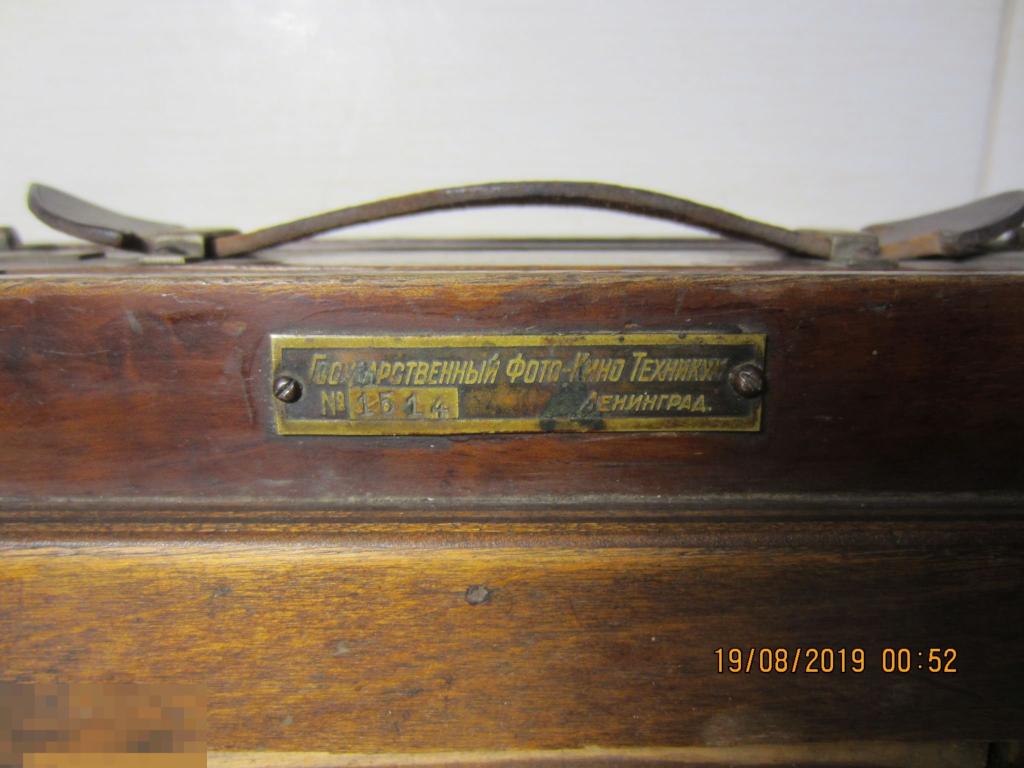 Государственный Фото-Кино Техникум
№ 1514 Ленинград.
19/08/2019 00:52